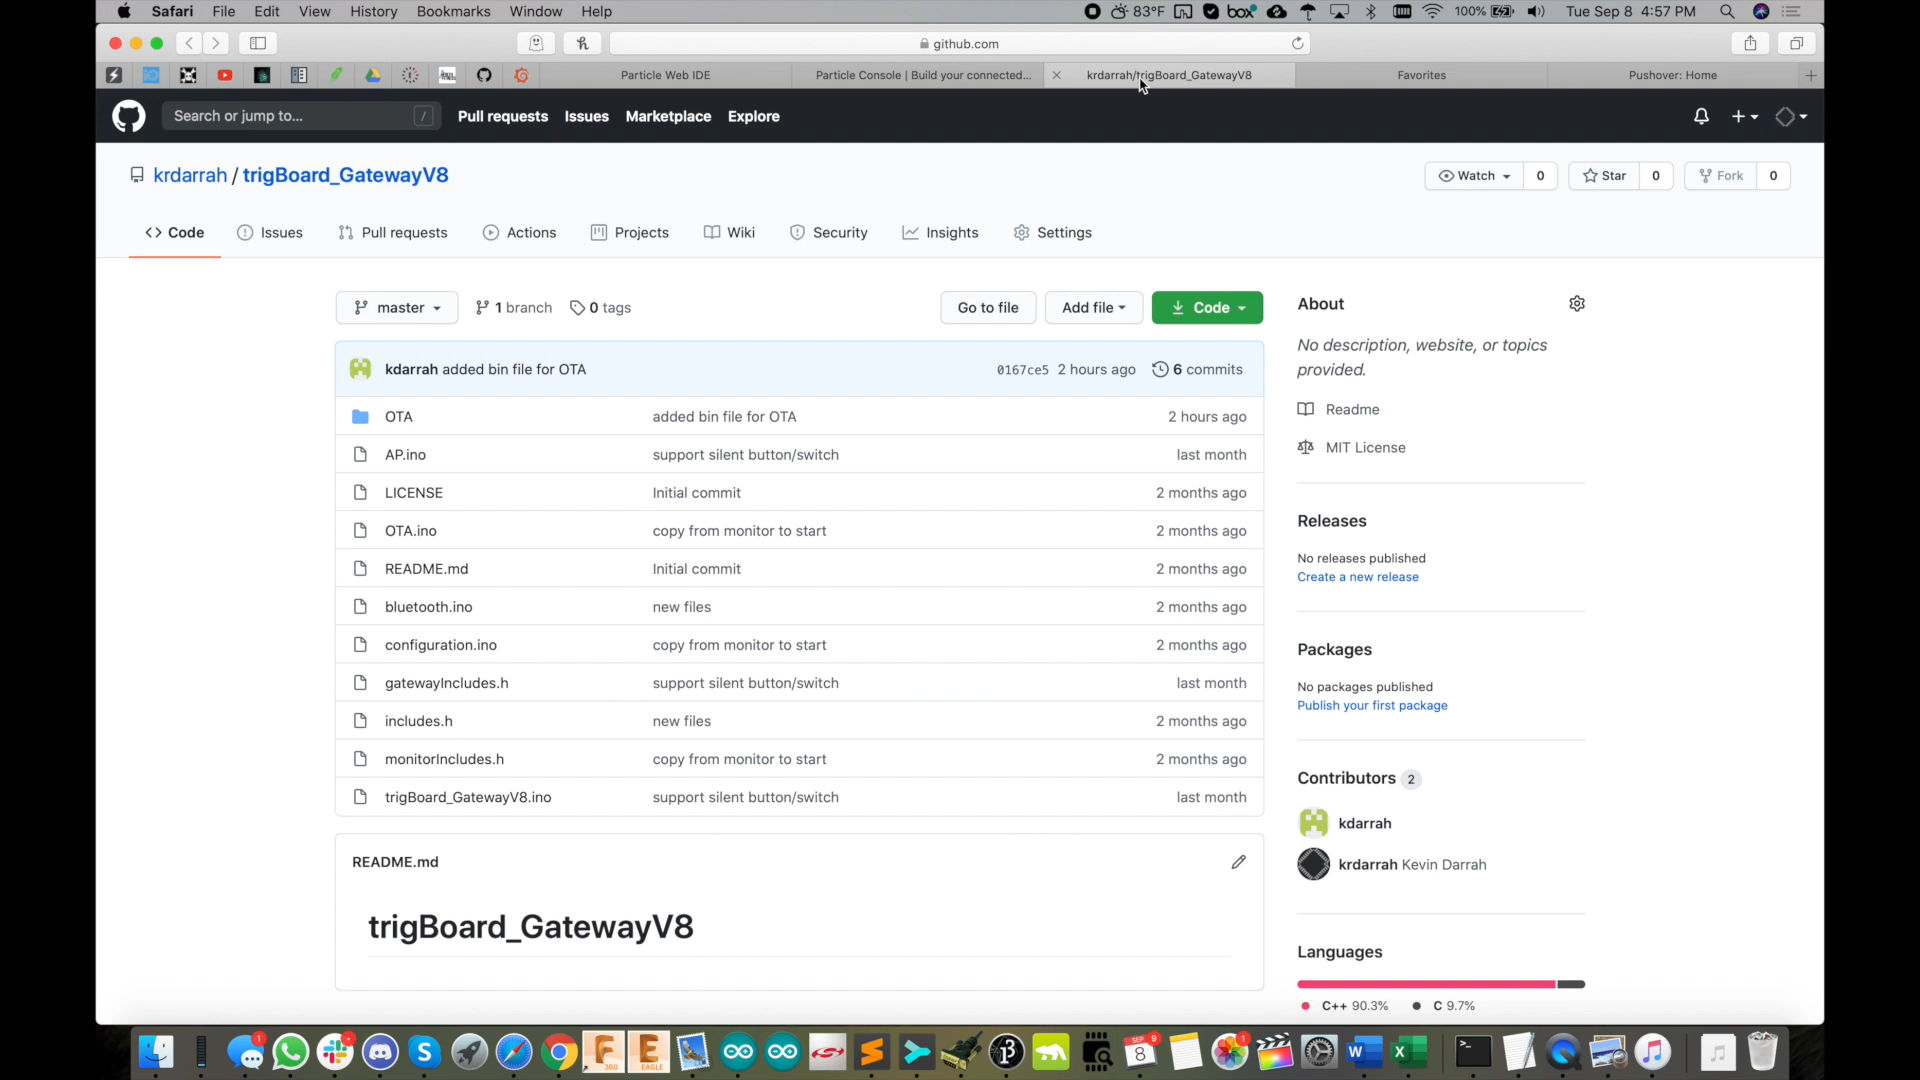 Safari File Edit View History Bookmarks Window Help 83°F box 100% Tue Sep 8 4:57 PM
github.com
Particle Web IDE Particle Console | Build your connected... krdarrah/trigBoard_GatewayV8 Favorites Pushover: Home
Search or jump to... / Pull requests Issues Marketplace Explore
krdarrah / trigBoard_GatewayV8 Watch 0 Star 0 Fork 0
Code Issues Pull requests Actions Projects Wiki Security Insights Settings
master 1 branch 0 tags Go to file Add file Code
kdarrah added bin file for OTA 0167ce5 2 hours ago 6 commits
OTA added bin file for OTA 2 hours ago
AP.ino support silent button/switch last month
LICENSE Initial commit 2 months ago
OTA.ino copy from monitor to start 2 months ago
README.md Initial commit 2 months ago
bluetooth.ino new files 2 months ago
configuration.ino copy from monitor to start 2 months ago
gatewayIncludes.h support silent button/switch last month
includes.h new files 2 months ago
monitorIncludes.h copy from monitor to start 2 months ago
trigBoard_GatewayV8.ino support silent button/switch last month
README.md
trigBoard_GatewayV8
About
No description, website, or topics
provided.
Readme
MIT License
Releases
No releases published
Create a new release
Packages
No packages published
Publish your first package
Contributors 2
kdarrah
krdarrah Kevin Darrah
Languages
C++ 90.3% C 9.7%
1 S F 360 E EAGLE SEP 8 9 1 W X